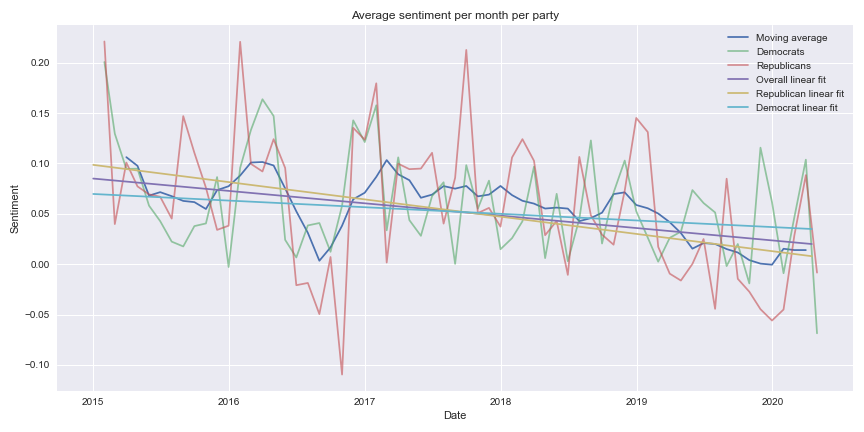 Average sentiment per month per party
Moving average
Democrats
Republicans
Overall linear fit
Republican linear fit
Democrat linear fit
0.20
0.15
0.10
0.05
0.00
−0.05
−0.10
Sentiment
2015 2016 2017 2018 2019 2020
Date